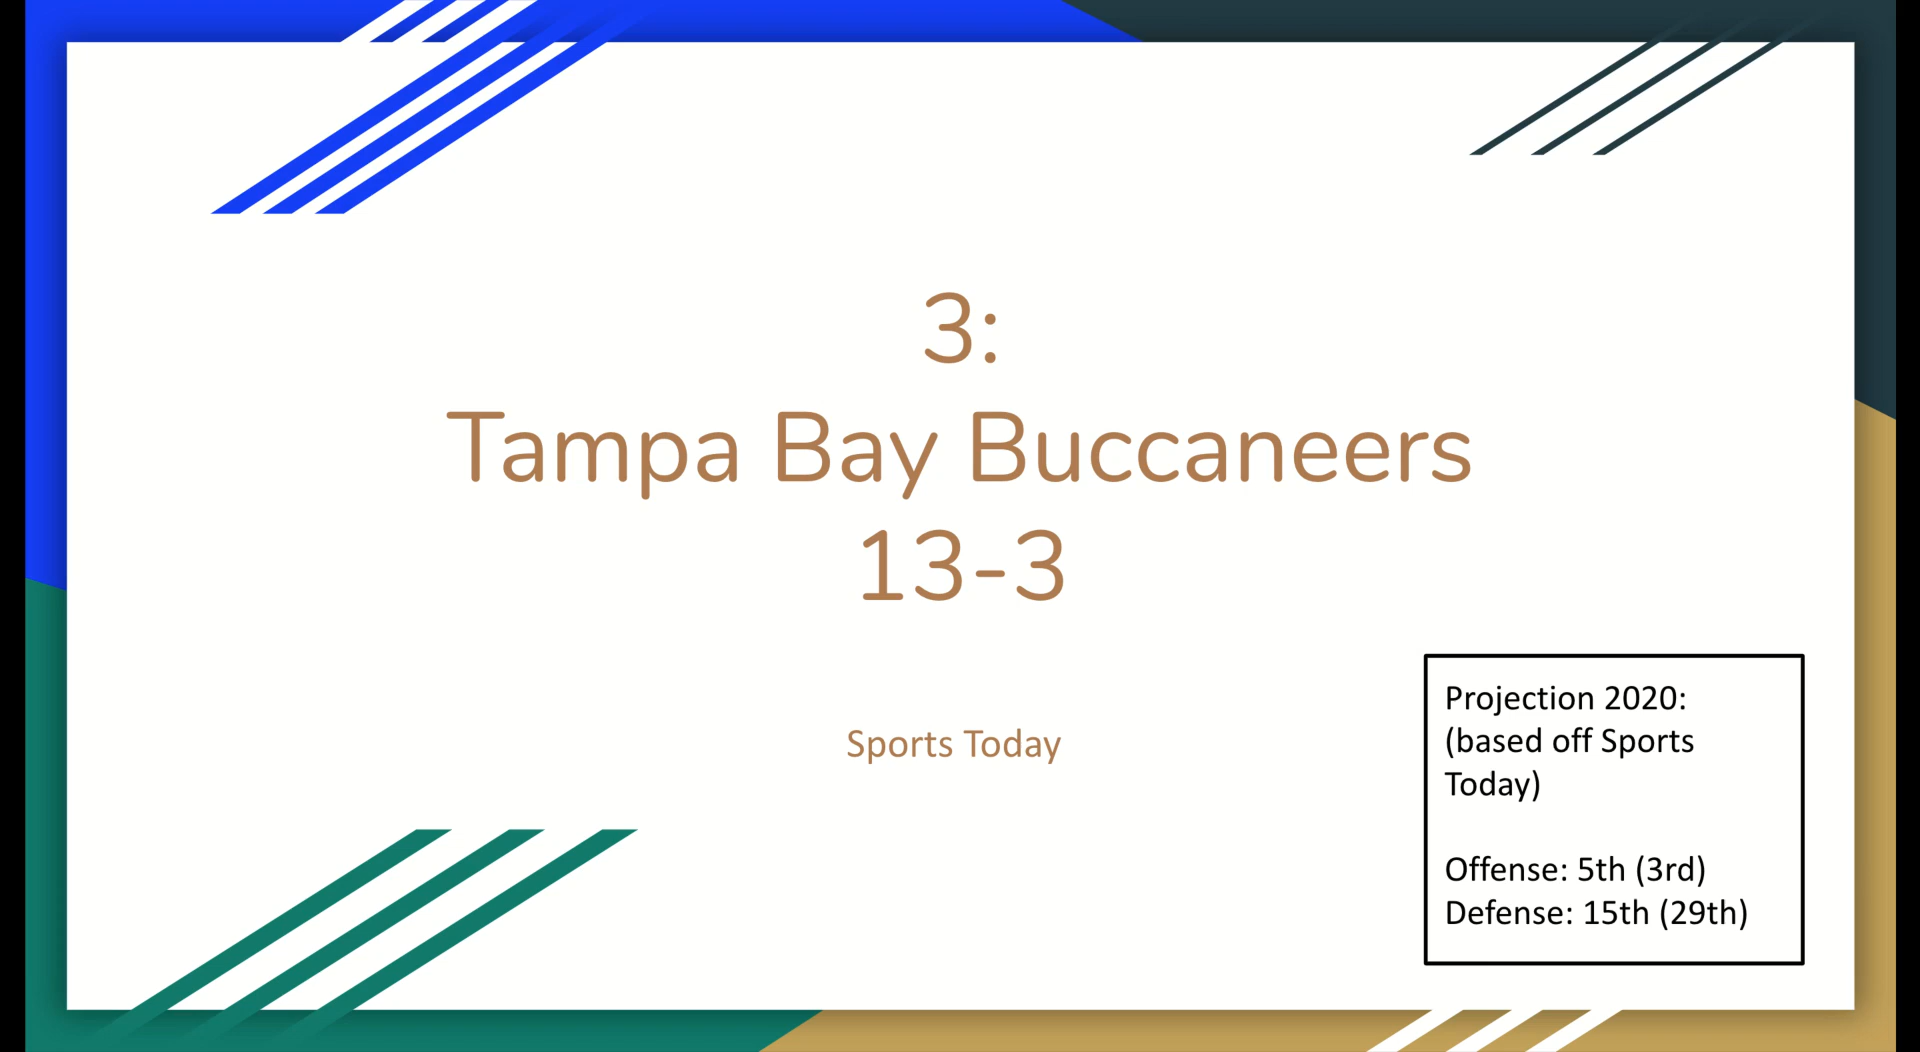 3:
Tampa Bay Buccaneers
13-3
Sports Today
Projection 2020:
(based off Sports
Today)
Offense: 5th (3rd)
Defense: 15th (29th)